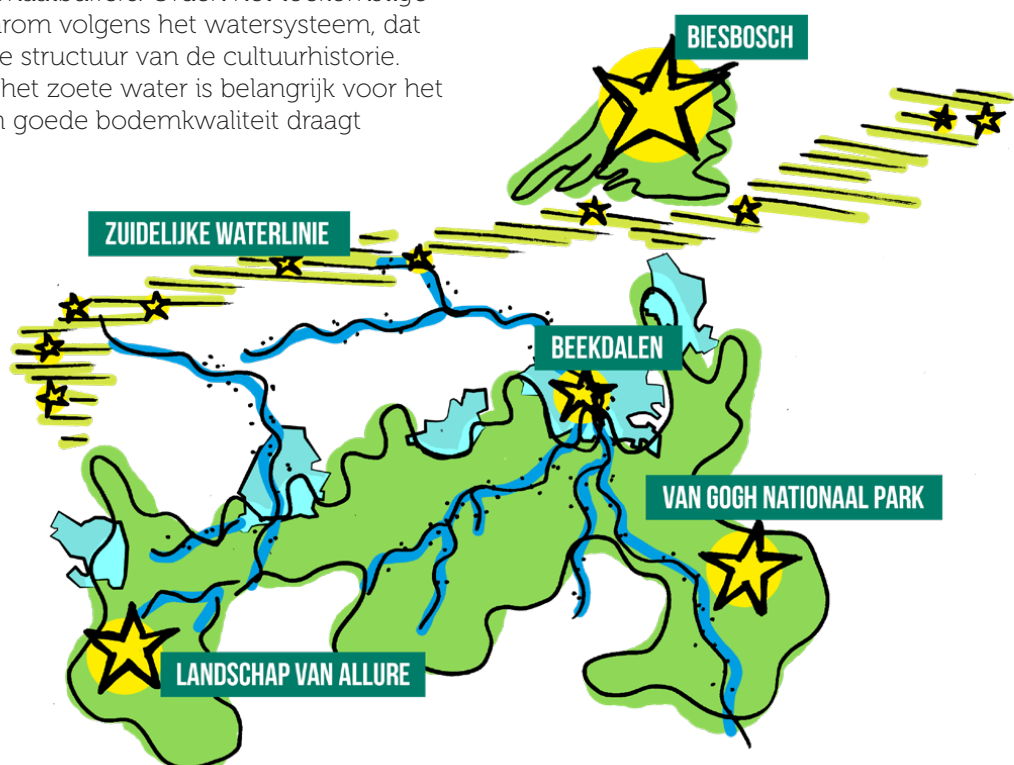 arom volgens het watersysteem, dat
e structuur van de cultuurhistorie.
het zoete water is belangrijk voor het
n goede bodemkwaliteit draagt
BIESBOSCH
ZUIDELIJKE WATERLINIE
BEEKDALEN
VAN GOGH NATIONAAL PARK
LANDSCHAP VAN ALLURE